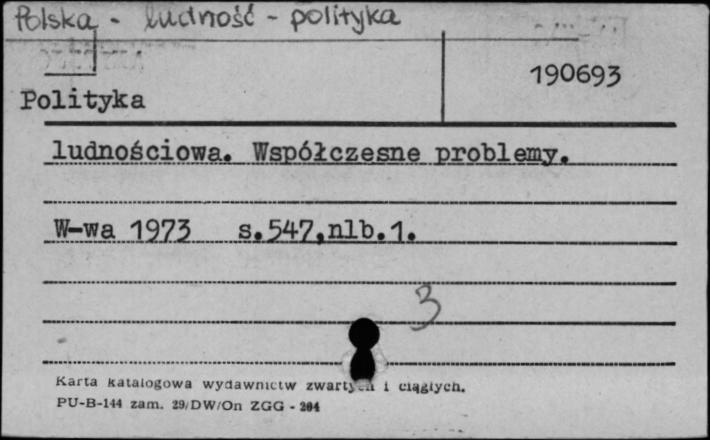 Polska - ludność - polityka
190693
Polityka
ludnościowa. Współczesne problemy.
W-wa 1973 s.547,nlb.1.
3
Karta katalogowa wydawnictw zwartych i ciągłych.
PU-B-144 zam. 29/DW/On ZGG - 204